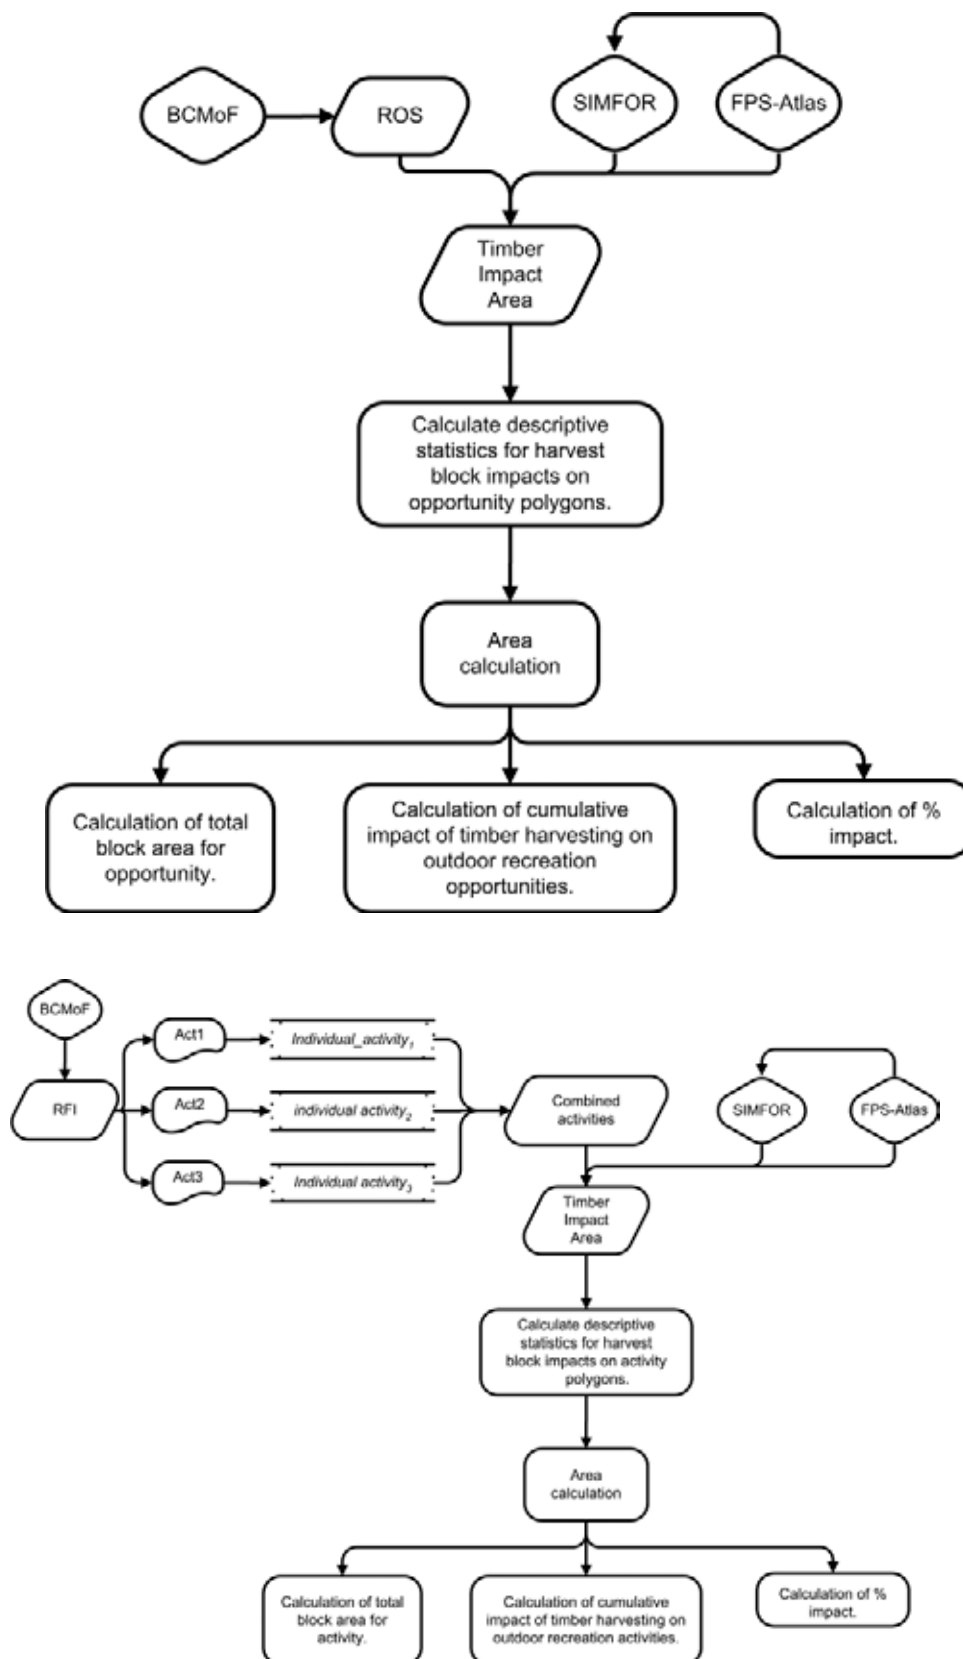 BCMoF
ROS
SIMFOR
FPS-Atlas
Timber
Impact
Area
Calculate descriptive
statistics for harvest
block impacts on
opportunity polygons.
Area
calculation
Calculation of total
block area for
opportunity.
Calculation of cumulative
impact of timber harvesting on
outdoor recreation
opportunities.
Calculation of %
impact.
BCMoF
RFI
Act1
Individual_activity1
Act2
individual activity2
Act3
Individual activity3
Combined
activities
SIMFOR
FPS-Atlas
Timber
Impact
Area
Calculate descriptive
statistics for harvest
block impacts on activity
polygons.
Area
calculation
Calculation of total
block area for
activity.
Calculation of cumulative
impact of timber harvesting on
outdoor recreation activities.
Calculation of %
impact.